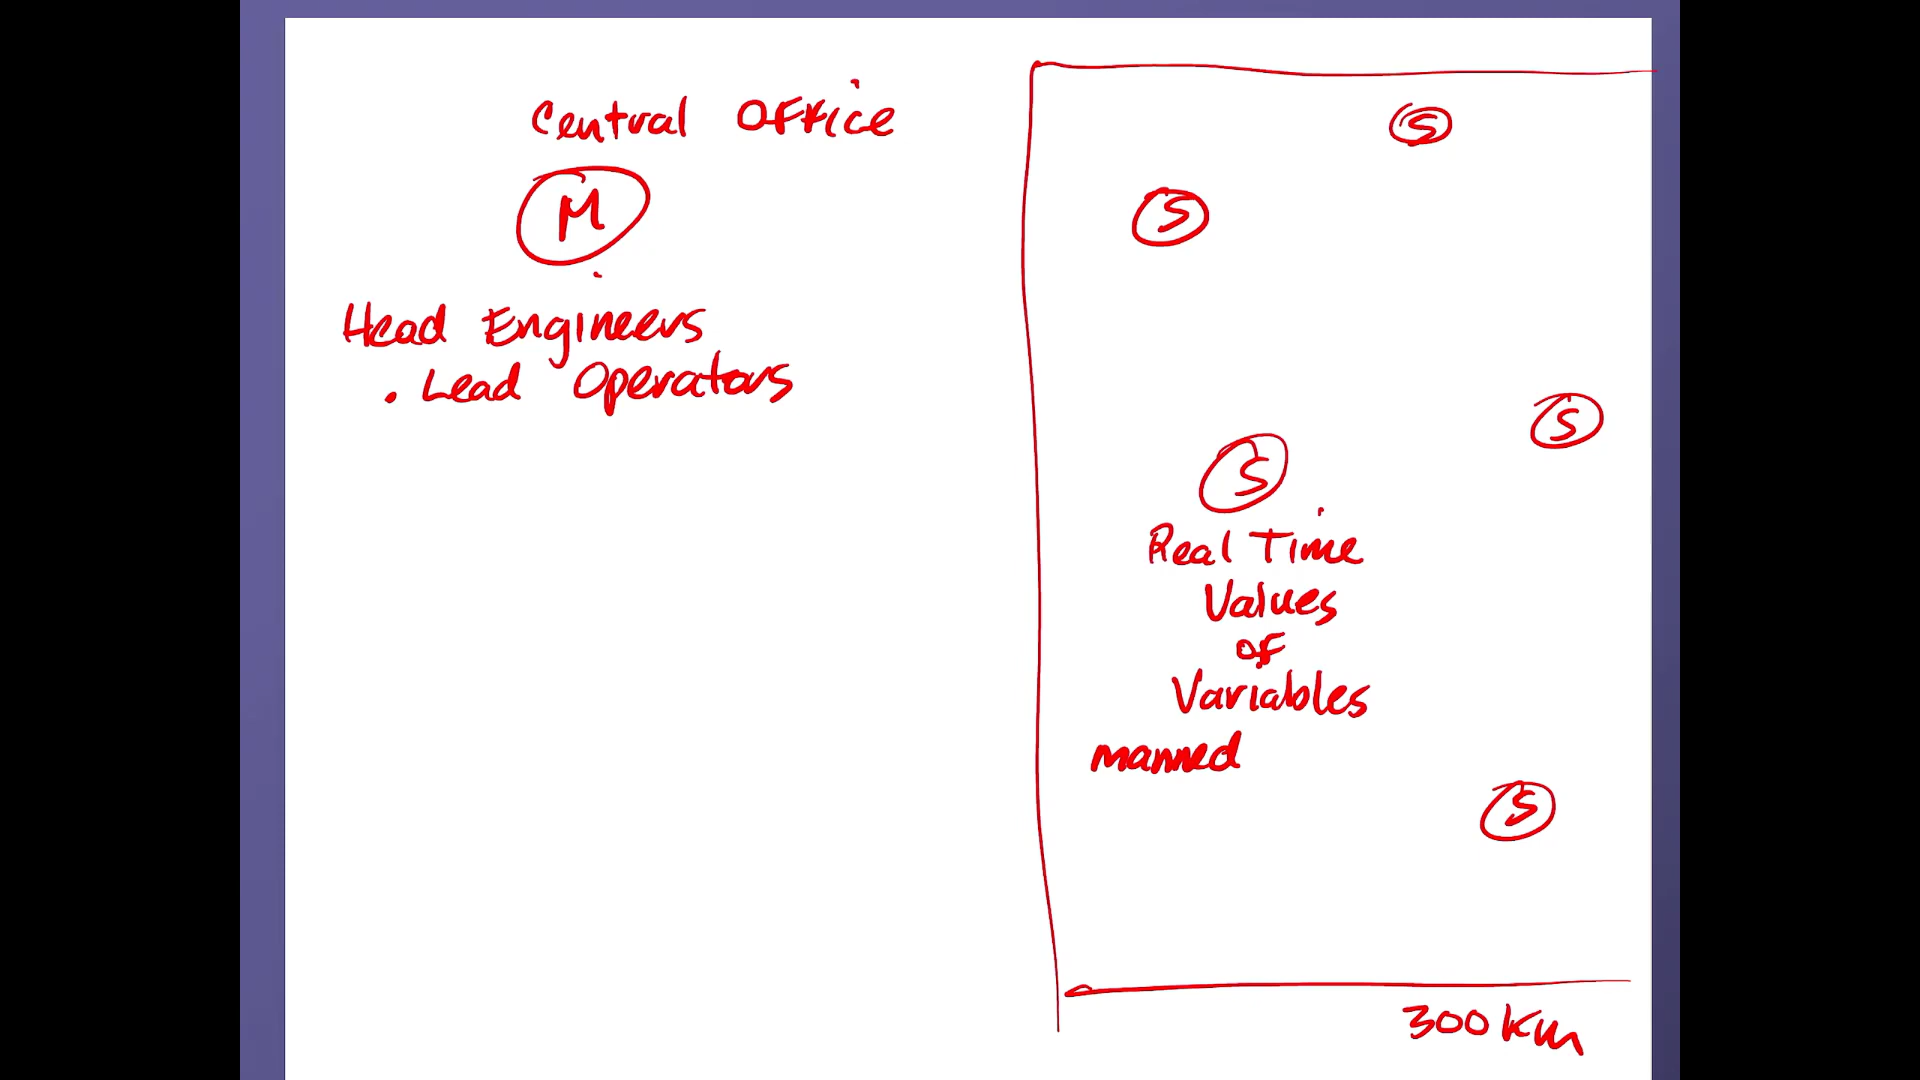 Central Office
M
Head Engineers
. Lead Operators
S
S
S
S
Real Time
Values
of
Variables
manned
S
300 Km